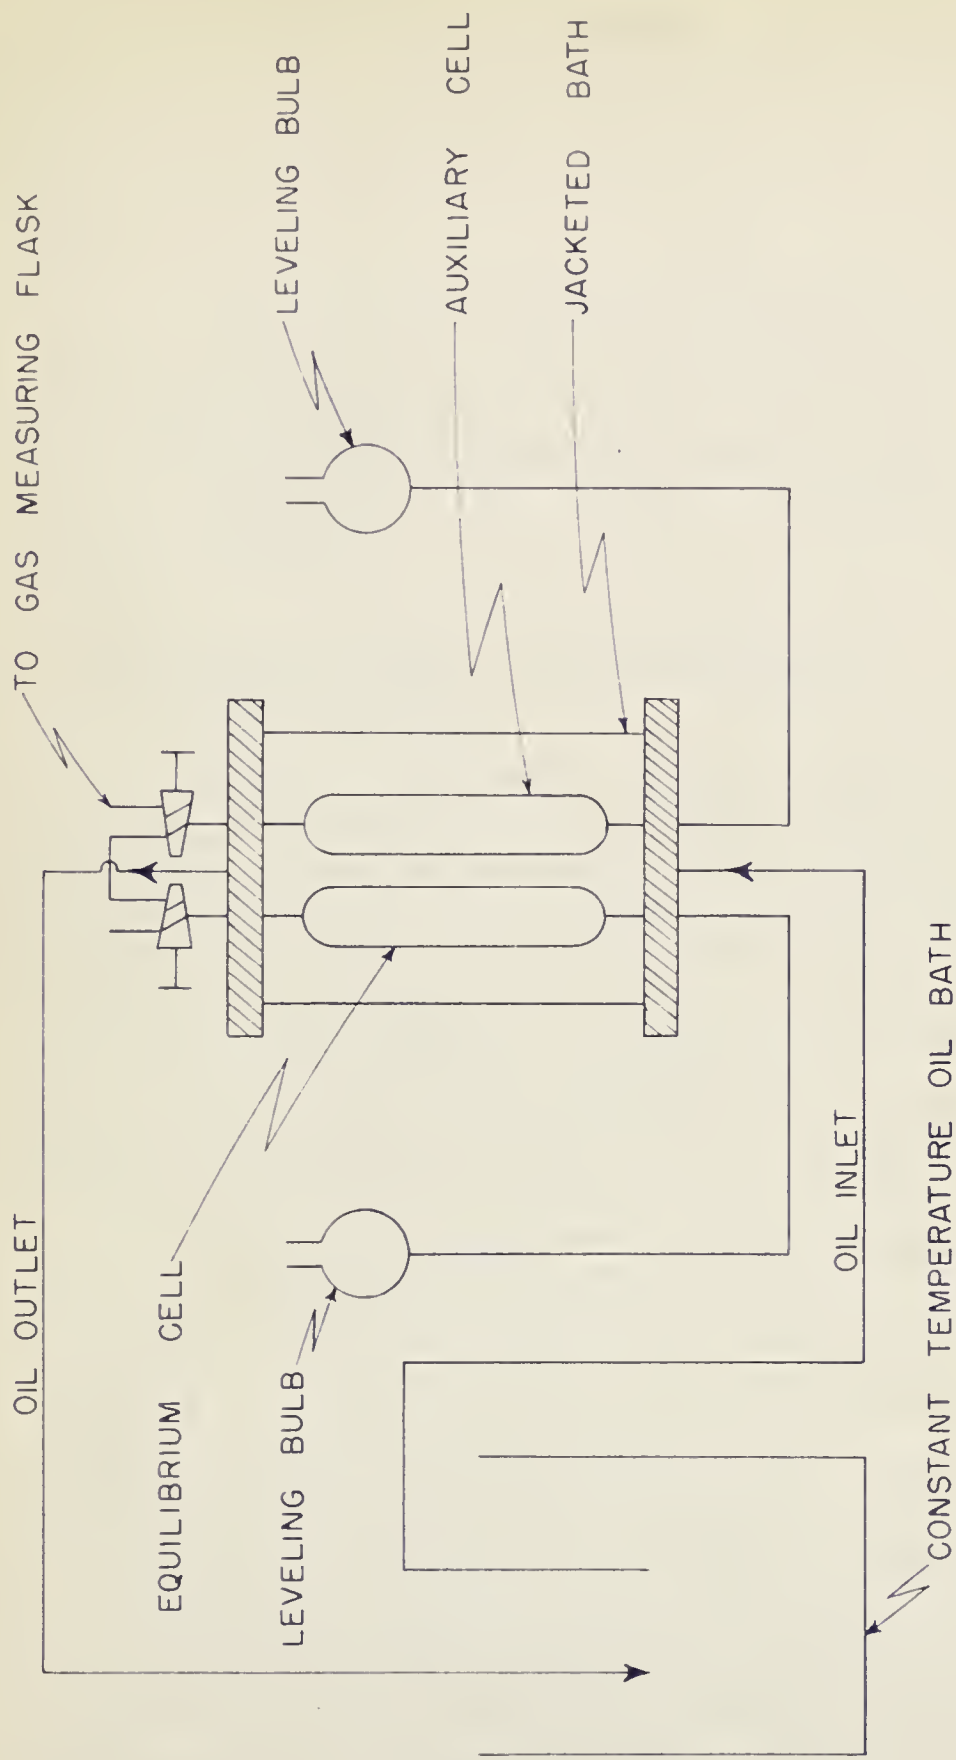 TO GAS MEASURING FLASK
OIL OUTLET
LEVELING BULB
EQUILIBRIUM CELL
AUXILIARY CELL
LEVELING BULB
JACKETED BATH
OIL INLET
CONSTANT TEMPERATURE OIL BATH